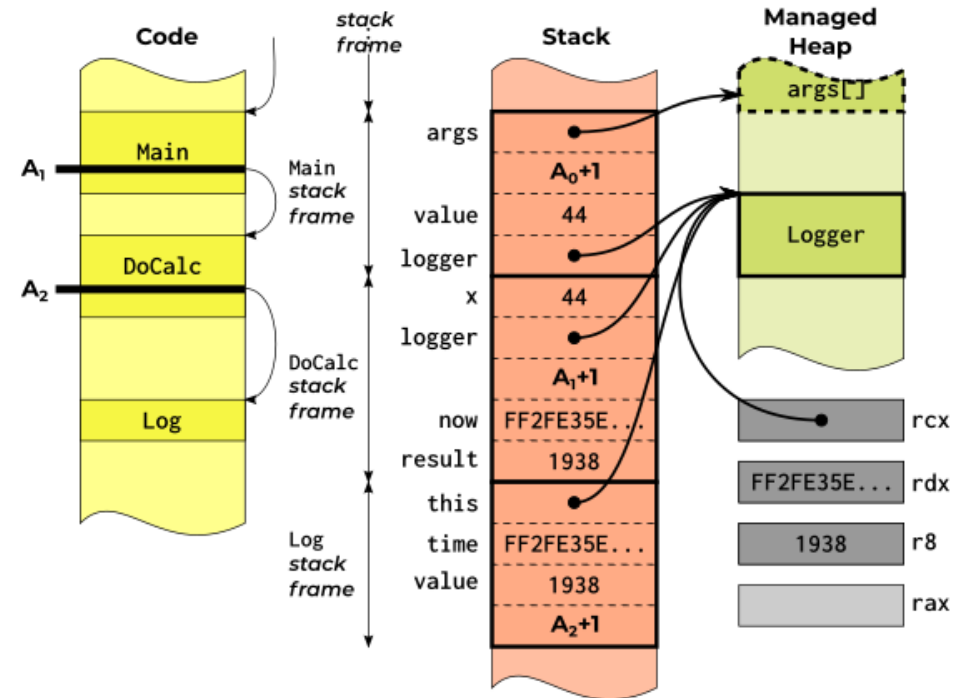 Code
Main
DoCalc
Log
A₁
A₂
stack
frame
Main
stack
frame
DoCalc
stack
frame
Log
stack
frame
Stack
args
A₀+1
value
44
logger
x
44
logger
A₁+1
now
FF2FE35E...
result
1938
this
time
FF2FE35E...
value
1938
A₂+1
Managed
Heap
args[]
Logger
rcx
FF2FE35E...
rdx
1938
r8
rax